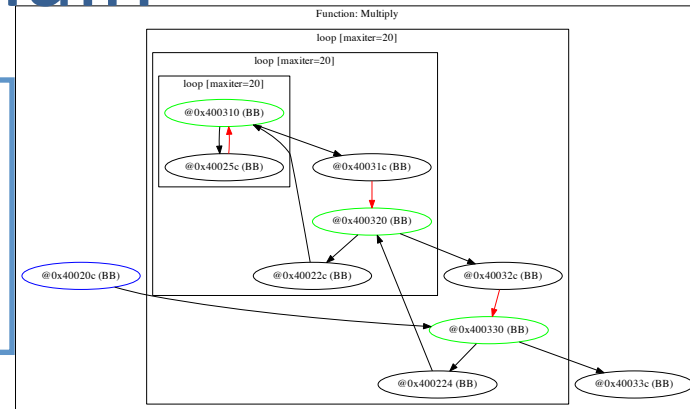 Function: Multiply
loop [maxiter=20]
loop [maxiter=20]
loop [maxiter=20]
@0x400310 (BB)
@0x40025c (BB)
@0x40031c (BB)
@0x400320 (BB)
@0x40020c (BB)
@0x40022c (BB)
@0x40032c (BB)
@0x400330 (BB)
@0x400224 (BB)
@0x40033c (BB)